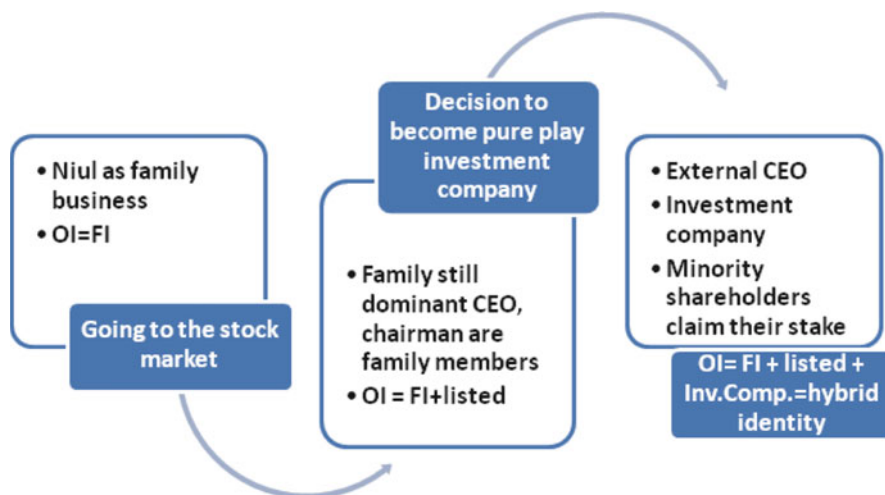 • Niul as family
business
• OI=FI
Going to the stock
market
Decision to
become pure play
investment
company
• Family still
dominant CEO,
chairman are
family members
• OI = FI+listed
• External CEO
• Investment
company
• Minority
shareholders
claim their stake
OI= FI + listed +
Inv.Comp.=hybrid
identity